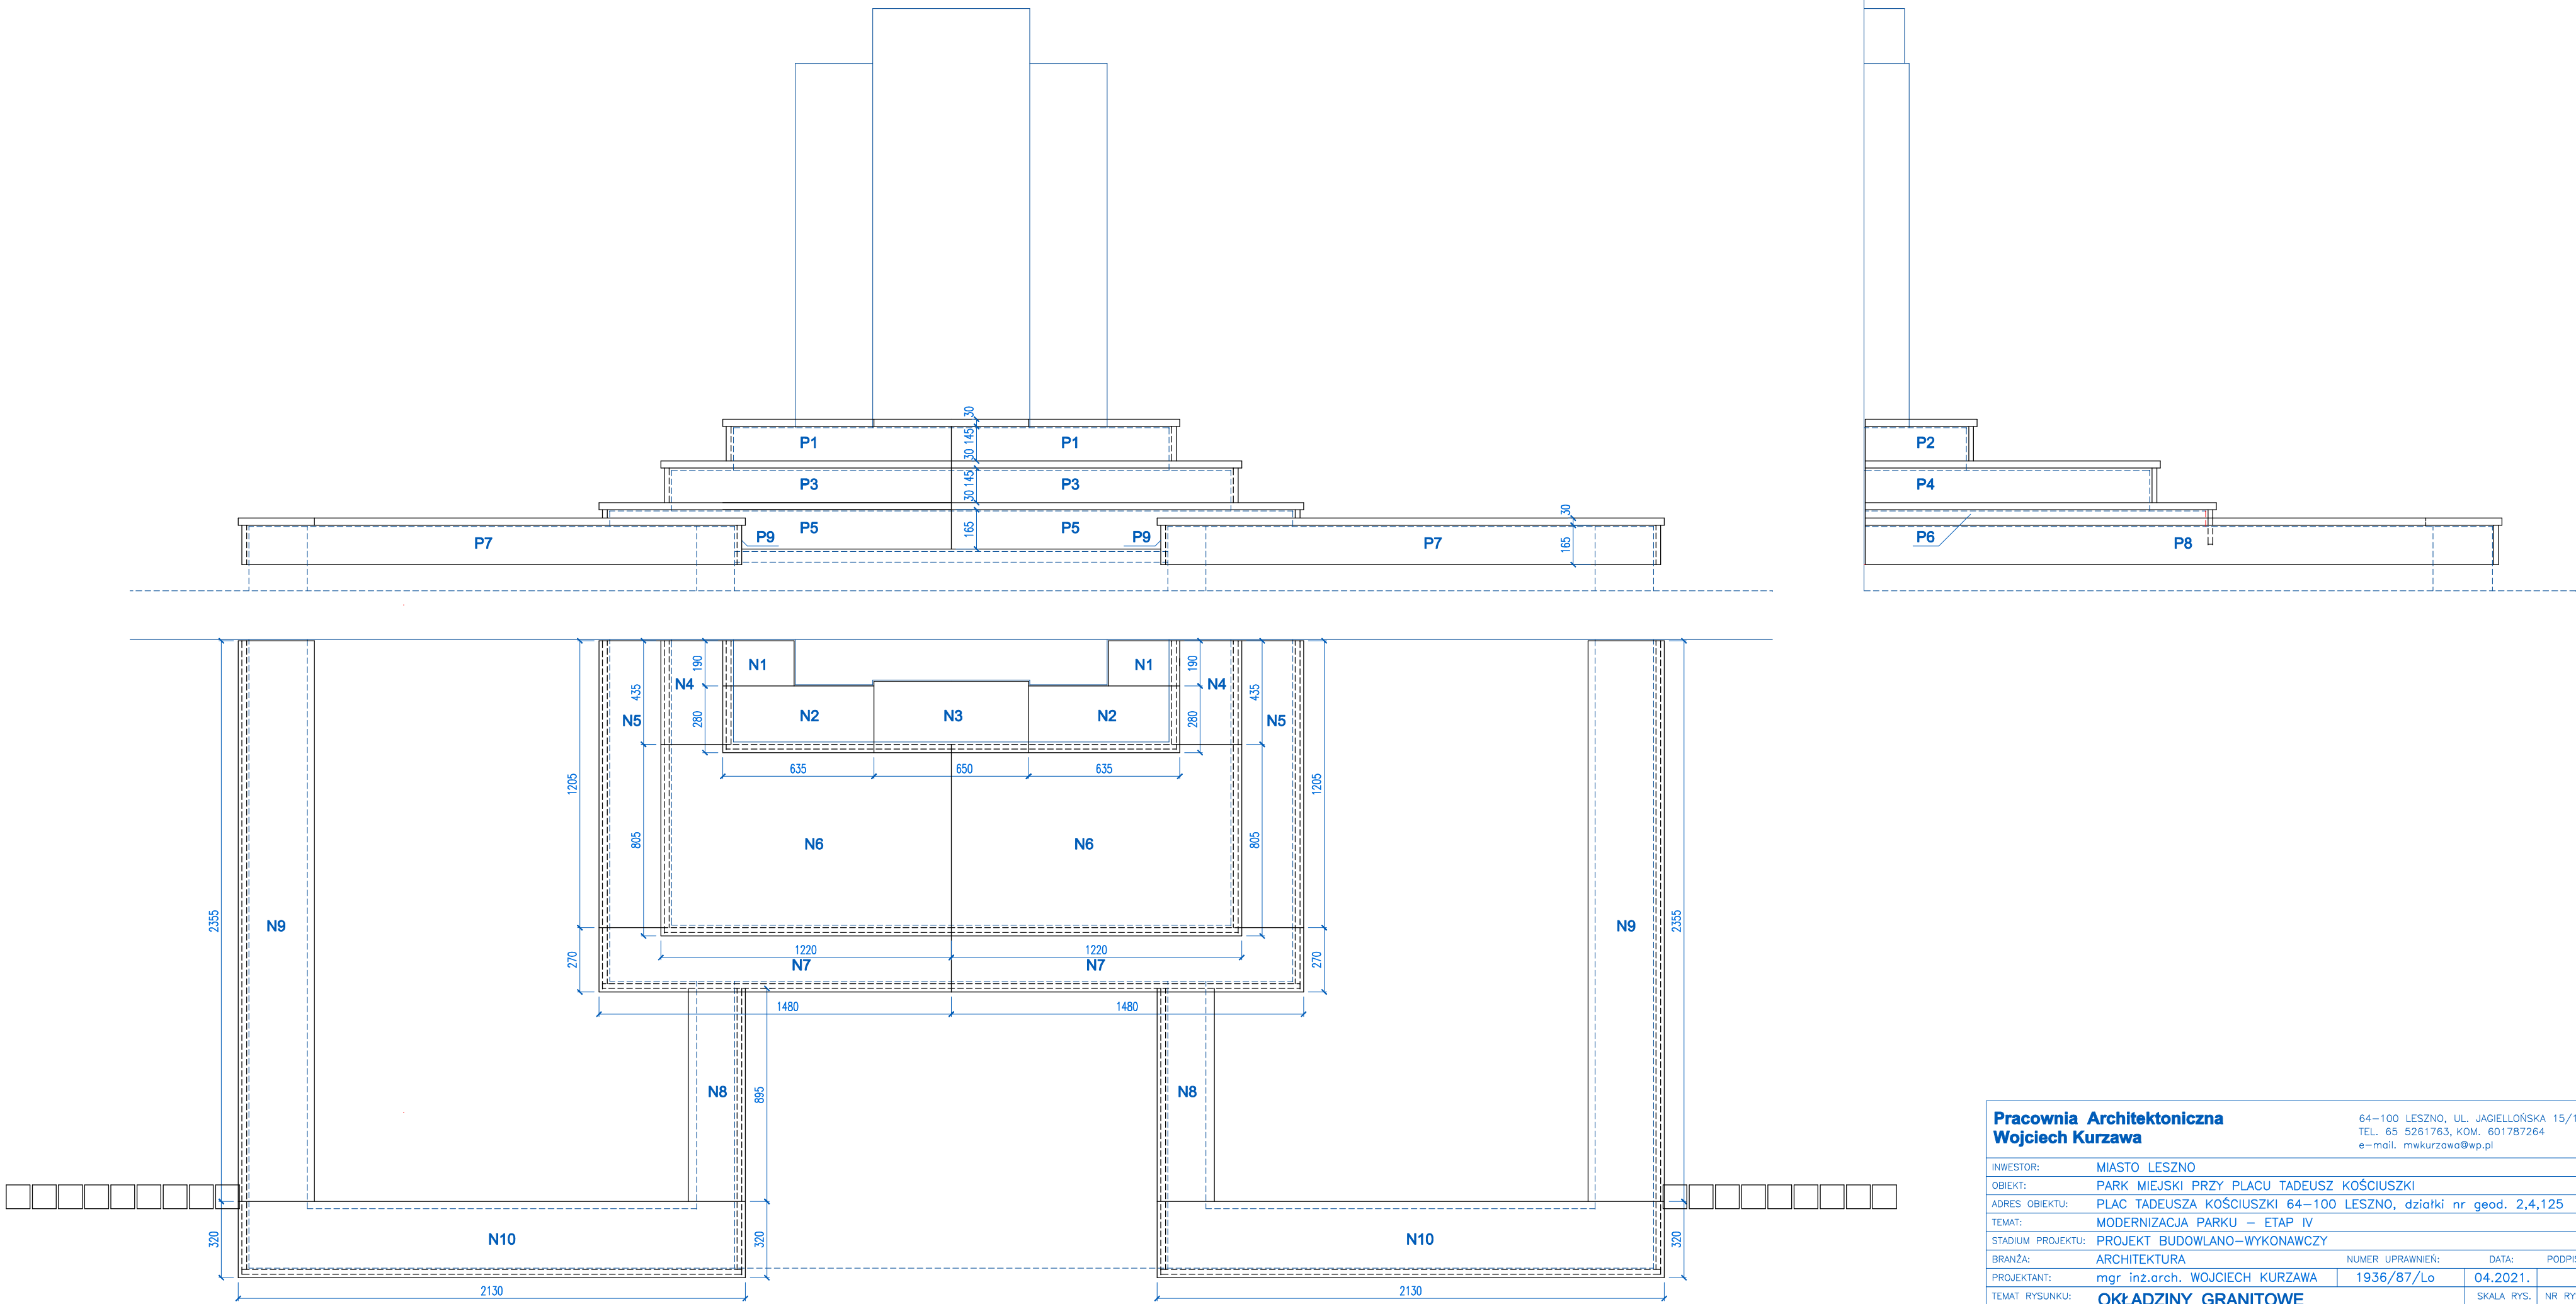 30
P1 145 P1
30
P2
P3 145 P3
30
P4
P5 165 P5
30
P7 P9 P9 P7 165
P6 P8
N1 190 N1 190
N4 N4
435 435
N5 280 N2 N3 N2 280 N5
635 650 635
1205 1205
805 N6 N6 805
2355 N9 N9 2355
1220 1220
270 N7 N7 270
1480 1480
N8 895 N8
320 N10 320 N10 320
2130 2130
Pracownia Architektoniczna
Wojciech Kurzawa
64-100 LESZNO, UL. JAGIELLOŃSKA 15/1
TEL. 65 5261763, KOM. 601787264
e-mail. mwkurzawa@wp.pl
INWESTOR: MIASTO LESZNO
OBIEKT: PARK MIEJSKI PRZY PLACU TADEUSZ KOŚCIUSZKI
ADRES OBIEKTU: PLAC TADEUSZA KOŚCIUSZKI 64-100 LESZNO, działki nr geod. 2,4,125
TEMAT: MODERNIZACJA PARKU - ETAP IV
STADIUM PROJEKTU: PROJEKT BUDOWLANO-WYKONAWCZY
BRANŻA: ARCHITEKTURA NUMER UPRAWNIEŃ: DATA: PODPI
PROJEKTANT: mgr inż.arch. WOJCIECH KURZAWA 1936/87/Lo 04.2021.
TEMAT RYSUNKU: OKŁADZINY GRANITOWE SKALA RYS. NR RY